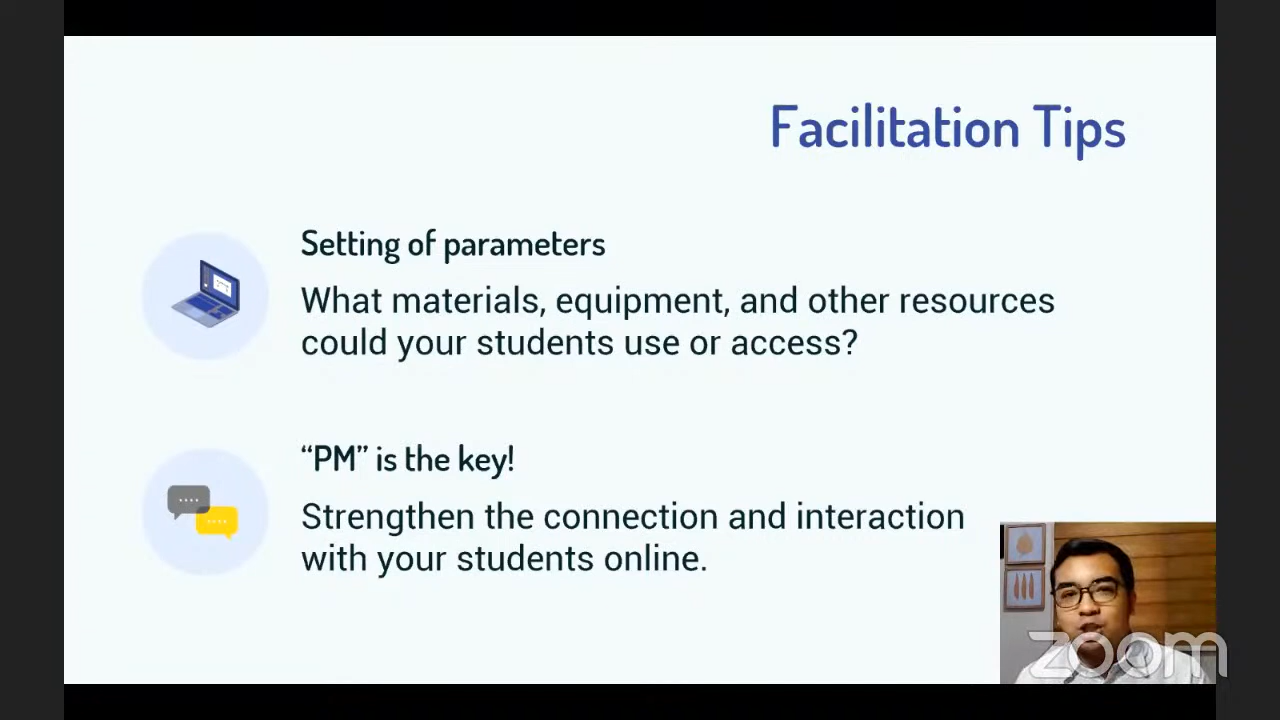 Facilitation Tips
Setting of parameters
What materials, equipment, and other resources
could your students use or access?
“PM” is the key!
Strengthen the connection and interaction
with your students online.
zoom